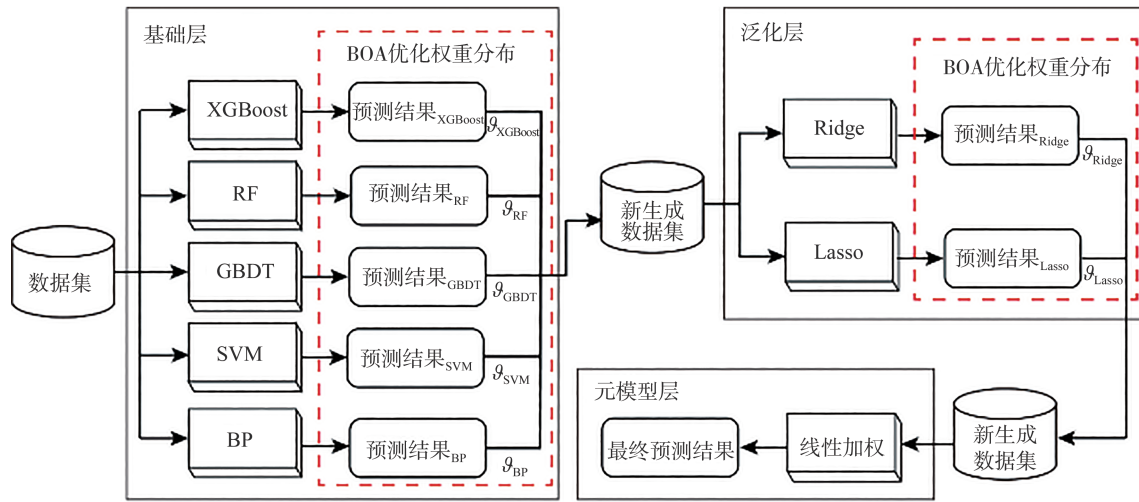 基础层
BOA优化权重分布
数据集
XGBoost
预测结果XGBoost
ϑXGBoost
RF
预测结果RF
ϑRF
GBDT
预测结果GBDT
ϑGBDT
SVM
预测结果SVM
ϑSVM
BP
预测结果BP
ϑBP
新生成
数据集
泛化层
BOA优化权重分布
Ridge
预测结果Ridge
ϑRidge
Lasso
预测结果Lasso
ϑLasso
元模型层
最终预测结果
线性加权
新生成
数据集